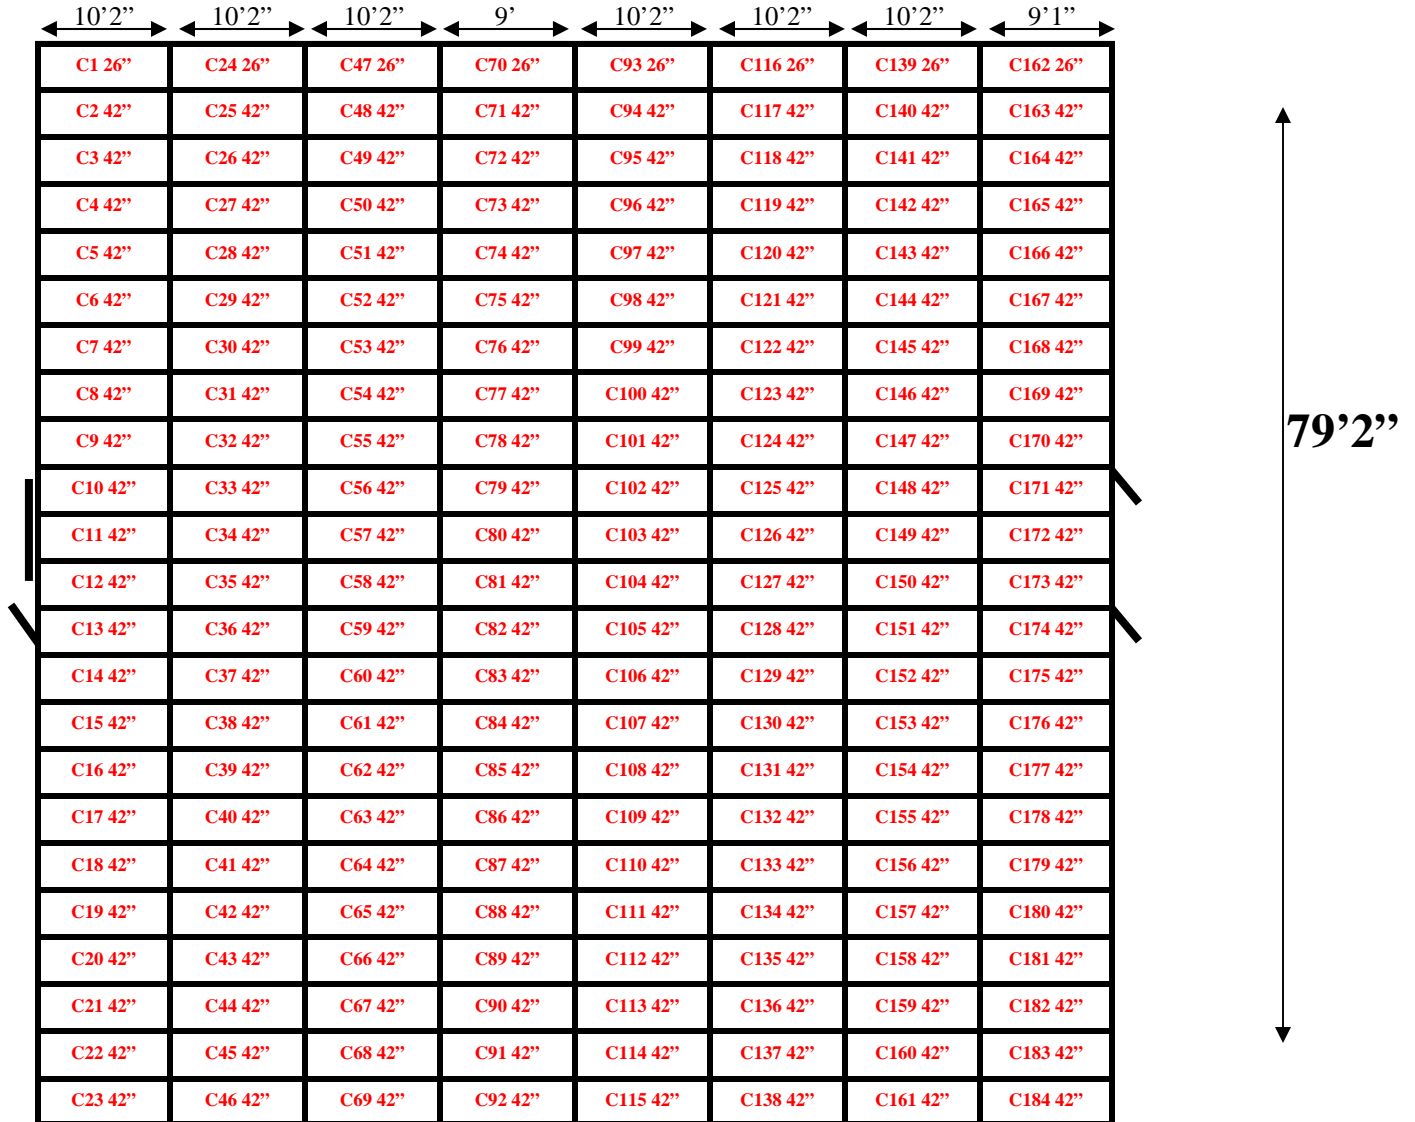 10’2” 10’2” 10’2” 9’ 10’2” 10’2” 10’2” 9’1”
C1 26” C24 26” C47 26” C70 26” C93 26” C116 26” C139 26” C162 26”
C2 42” C25 42” C48 42” C71 42” C94 42” C117 42” C140 42” C163 42”
C3 42” C26 42” C49 42” C72 42” C95 42” C118 42” C141 42” C164 42”
C4 42” C27 42” C50 42” C73 42” C96 42” C119 42” C142 42” C165 42”
C5 42” C28 42” C51 42” C74 42” C97 42” C120 42” C143 42” C166 42”
C6 42” C29 42” C52 42” C75 42” C98 42” C121 42” C144 42” C167 42”
C7 42” C30 42” C53 42” C76 42” C99 42” C122 42” C145 42” C168 42”
C8 42” C31 42” C54 42” C77 42” C100 42” C123 42” C146 42” C169 42”
C9 42” C32 42” C55 42” C78 42” C101 42” C124 42” C147 42” C170 42”
79’2”
C10 42” C33 42” C56 42” C79 42” C102 42” C125 42” C148 42” C171 42”
C11 42” C34 42” C57 42” C80 42” C103 42” C126 42” C149 42” C172 42”
C12 42” C35 42” C58 42” C81 42” C104 42” C127 42” C150 42” C173 42”
C13 42” C36 42” C59 42” C82 42” C105 42” C128 42” C151 42” C174 42”
C14 42” C37 42” C60 42” C83 42” C106 42” C129 42” C152 42” C175 42”
C15 42” C38 42” C61 42” C84 42” C107 42” C130 42” C153 42” C176 42”
C16 42” C39 42” C62 42” C85 42” C108 42” C131 42” C154 42” C177 42”
C17 42” C40 42” C63 42” C86 42” C109 42” C132 42” C155 42” C178 42”
C18 42” C41 42” C64 42” C87 42” C110 42” C133 42” C156 42” C179 42”
C19 42” C42 42” C65 42” C88 42” C111 42” C134 42” C157 42” C180 42”
C20 42” C43 42” C66 42” C89 42” C112 42” C135 42” C158 42” C181 42”
C21 42” C44 42” C67 42” C90 42” C113 42” C136 42” C159 42” C182 42”
C22 42” C45 42” C68 42” C91 42” C114 42” C137 42” C160 42” C183 42”
C23 42” C46 42” C69 42” C92 42” C115 42” C138 42” C161 42” C184 42”